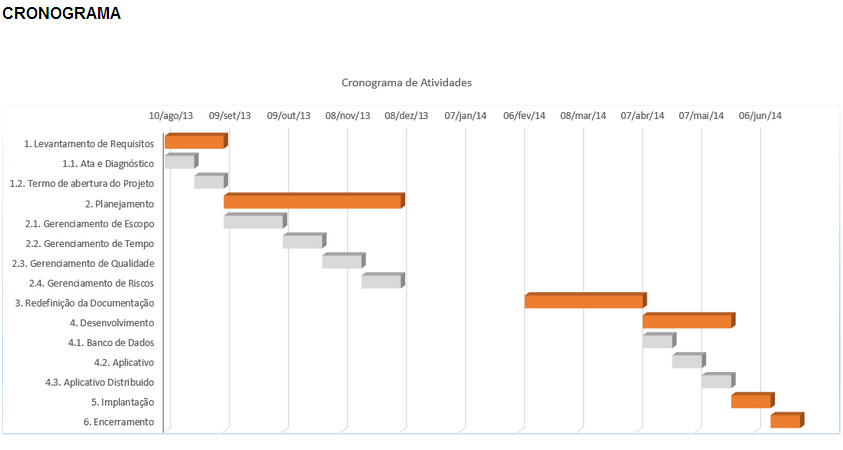 CRONOGRAMA
Cronograma de Atividades
10/ago/13 09/set/13 09/out/13 08/nov/13 08/dez/13 07/jan/14 06/fev/14 08/mar/14 07/abr/14 07/mai/14 06/jun/14
1. Levantamento de Requisitos
1.1. Ata e Diagnóstico
1.2. Termo de abertura do Projeto
2. Planejamento
2.1. Gerenciamento de Escopo
2.2. Gerenciamento de Tempo
2.3. Gerenciamento de Qualidade
2.4. Gerenciamento de Riscos
3. Redefinição da Documentação
4. Desenvolvimento
4.1. Banco de Dados
4.2. Aplicativo
4.3. Aplicativo Distribuido
5. Implantação
6. Encerramento